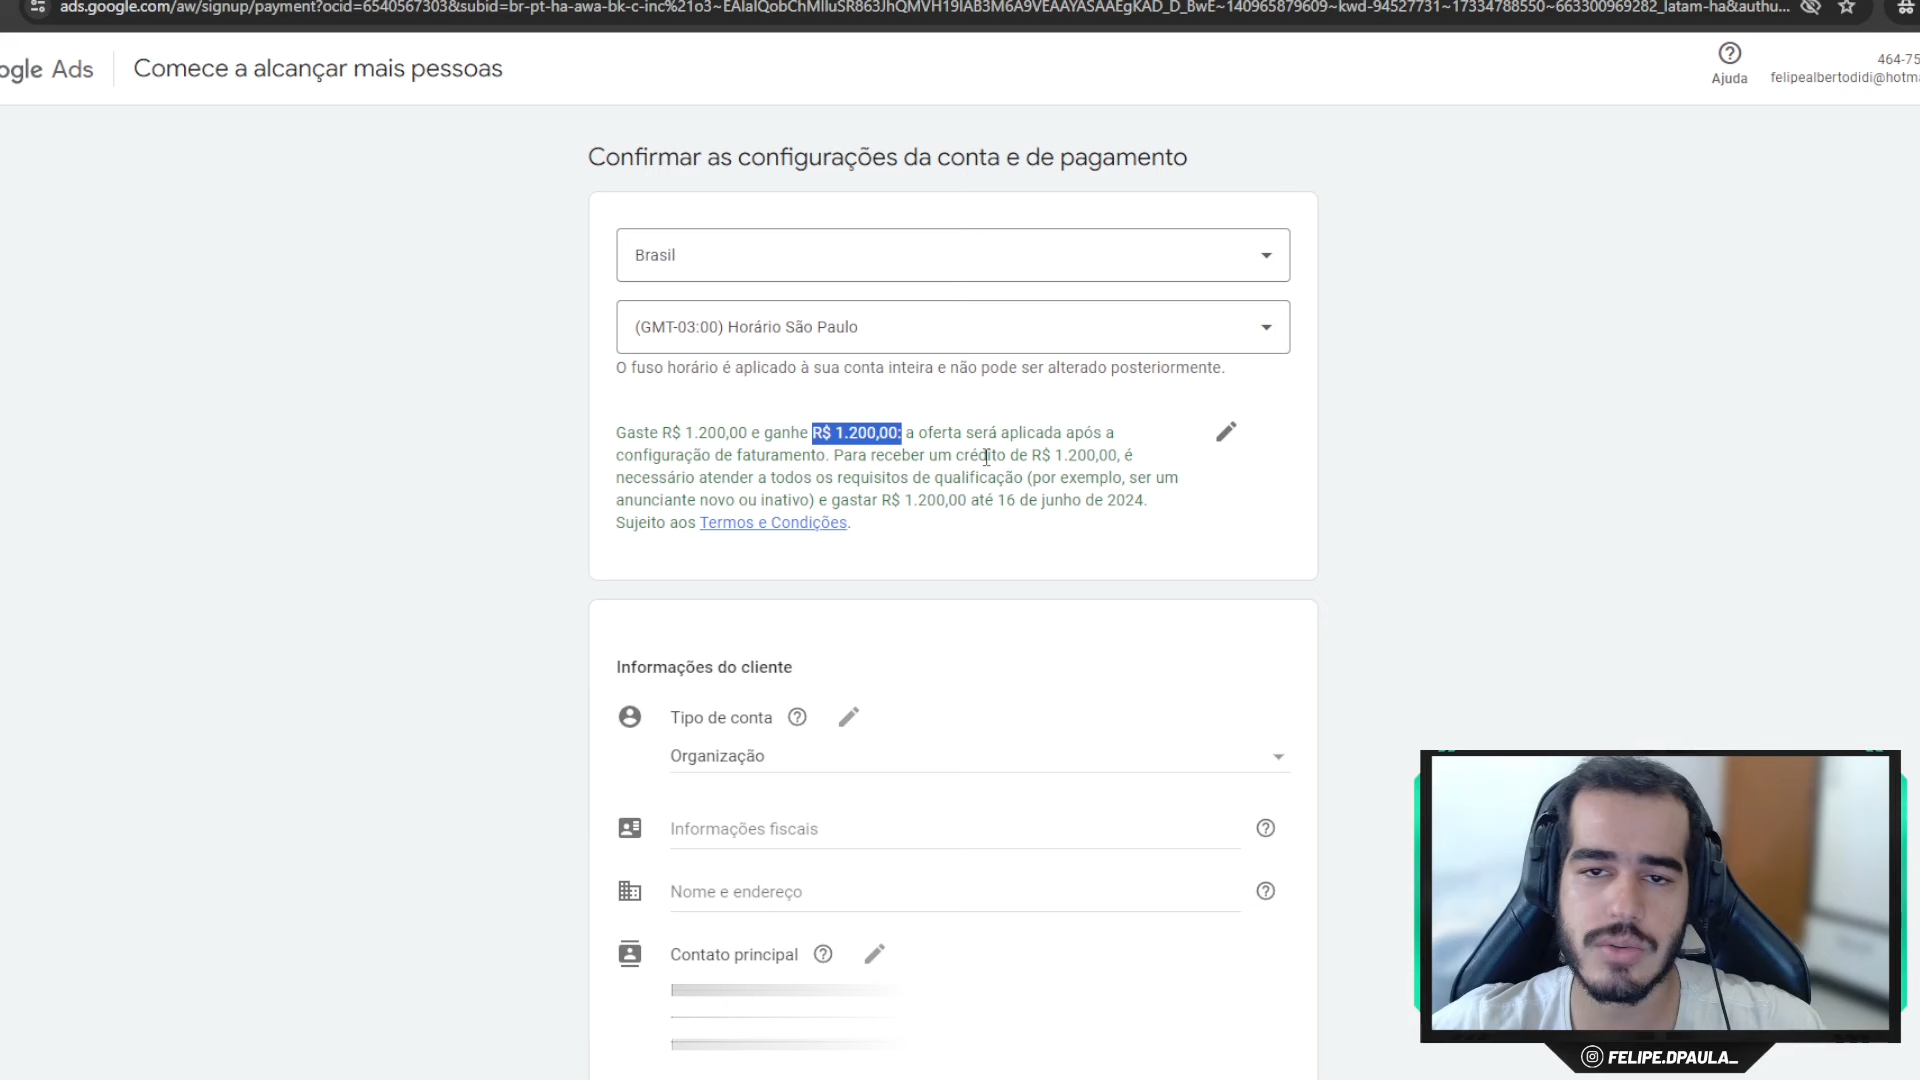 ads.google.com/aw/signup/payment?ocid=6540567303&subid=br-pt-ha-awa-bk-c-inc%21o3~EAIaIQobChMIluSR863JhQMVH19IAB3M6A9VEAAYASAAEgKAD_D_BwE~140965879609~kwd-94527731~17334788550~663300969282_latam-ha&authu...
ogle Ads
Comece a alcançar mais pessoas
Ajuda
464-75
felipealbertodidi@hotma
Confirmar as configurações da conta e de pagamento
Brasil
(GMT-03:00) Horário São Paulo
O fuso horário é aplicado à sua conta inteira e não pode ser alterado posteriormente.
Gaste R$ 1.200,00 e ganhe R$ 1.200,00: a oferta será aplicada após a
configuração de faturamento. Para receber um crédito de R$ 1.200,00, é
necessário atender a todos os requisitos de qualificação (por exemplo, ser um
anunciante novo ou inativo) e gastar R$ 1.200,00 até 16 de junho de 2024.
Sujeito aos Termos e Condições.
Informações do cliente
Tipo de conta
Organização
Informações fiscais
Nome e endereço
Contato principal
FELIPE.DPAULA_